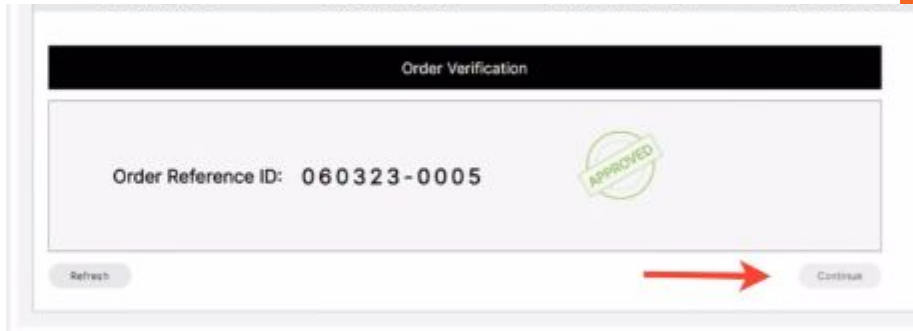 Order Verification
Order Reference ID: 060323-0005
APPROVED
Refresh
Continue